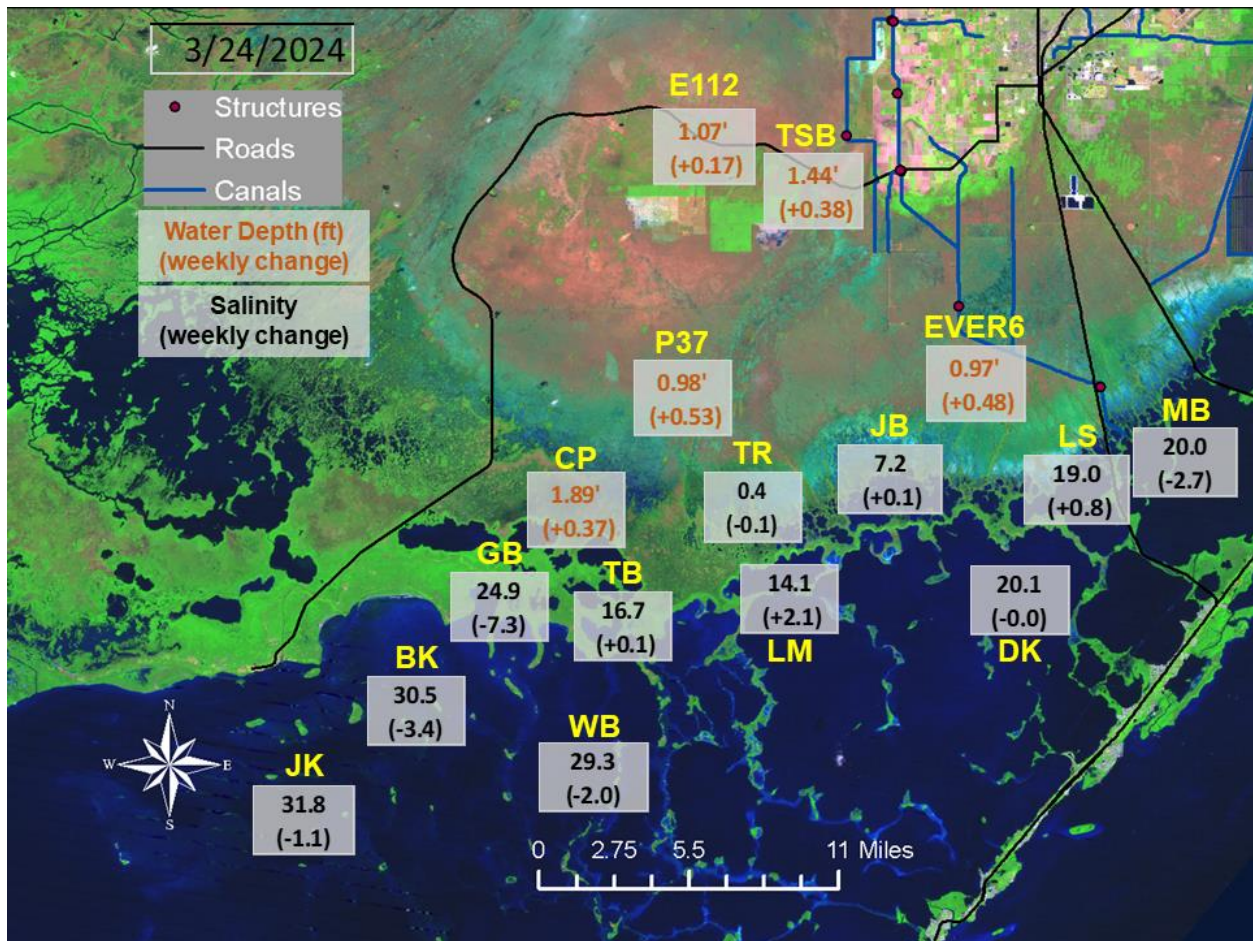 3/24/2024
Structures
Roads
Canals
Water Depth (ft)
(weekly change)
Salinity
(weekly change)
E112
1.07'
(+0.17)
TSB
1.44'
(+0.38)
P37
0.98'
(+0.53)
EVER6
0.97'
(+0.48)
CP
1.89'
(+0.37)
TR
0.4
(-0.1)
JB
7.2
(+0.1)
LS
19.0
(+0.8)
MB
20.0
(-2.7)
GB
24.9
(-7.3)
TB
16.7
(+0.1)
14.1
(+2.1)
LM
20.1
(-0.0)
DK
BK
30.5
(-3.4)
WB
29.3
(-2.0)
JK
31.8
(-1.1)
N
W E
S
0 2.75 5.5 11 Miles